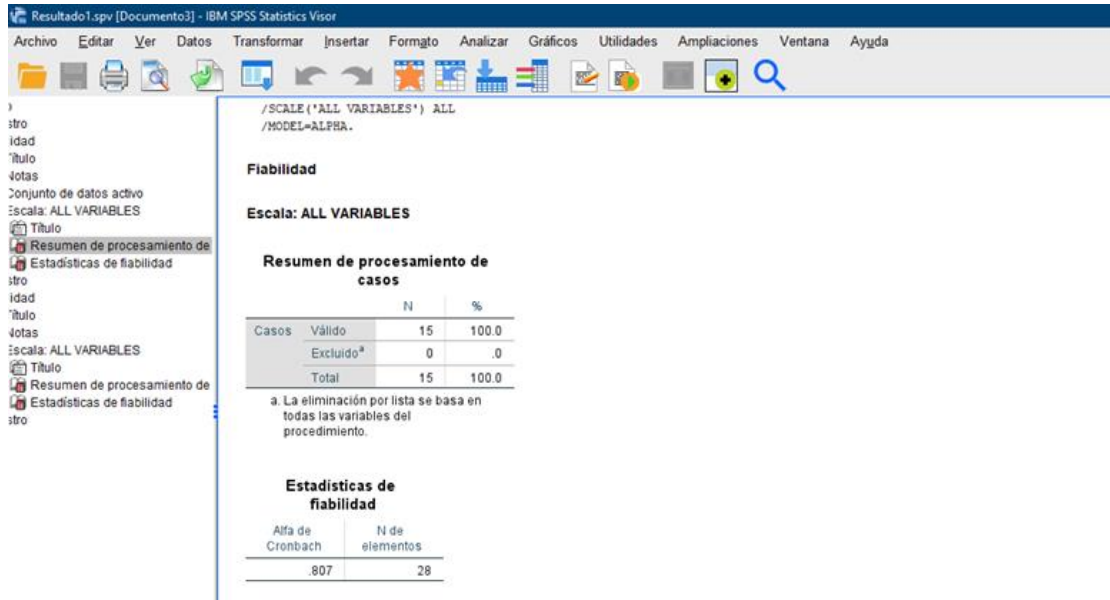 Resultado1.spv [Documento3] - IBM SPSS Statistics Visor
Archivo Editar Ver Datos Transformar Insertar Formato Analizar Gráficos Utilidades Ampliaciones Ventana Ayuda
stro
idad
Título
Notas
Conjunto de datos activo
Escala: ALL VARIABLES
Título
Resumen de procesamiento de
Estadísticas de fiabilidad
stro
idad
Título
Notas
Escala: ALL VARIABLES
Título
Resumen de procesamiento de
Estadísticas de fiabilidad
stro
/SCALE('ALL VARIABLES') ALL
/MODEL=ALPHA.
Fiabilidad
Escala: ALL VARIABLES
Resumen de procesamiento de
casos
N %
Casos Válido 15 100.0
Excluido^a 0 .0
Total 15 100.0
a. La eliminación por lista se basa en
todas las variables del
procedimiento.
Estadísticas de
fiabilidad
Alfa de N de
Cronbach elementos
.807 28